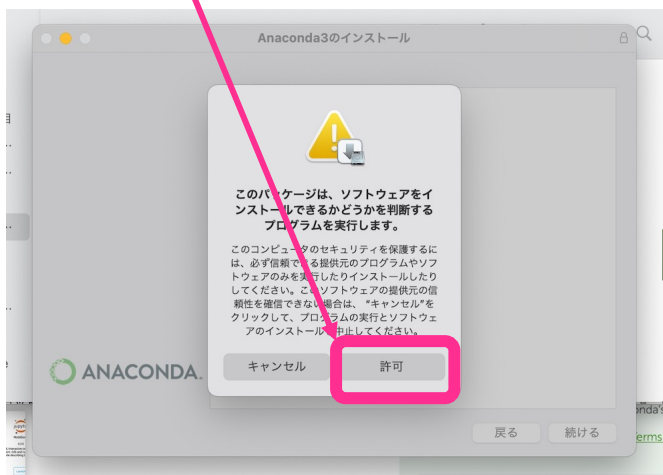 Anaconda3のインストール
このパッケージは、ソフトウェアをイ
ンストールできるかどうかを判断する
プログラムを実行します。
このコンピュータのセキュリティを保護するに
は、必ず信頼できる提供元のプログラムやソフ
トウェアのみを実行したりインストールしたり
してください。このソフトウェアの提供元の信
頼性を確信できない場合は、“キャンセル”を
クリックして、プログラムの実行とソフトウェ
アのインストールを中止してください。
キャンセル
許可
ANACONDA.
戻る
続ける
onda's
erms